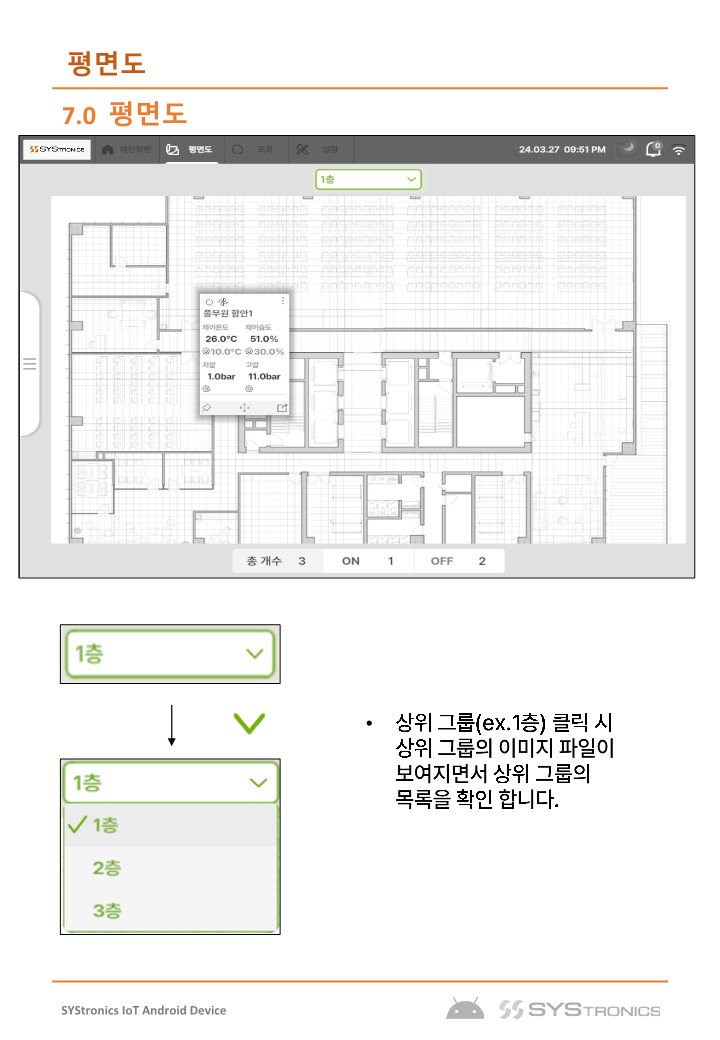 평면도
7.0 평면도
SYSTRONICS 메인화면 평면도 조회 설정 24.03.27 09:51 PM 0
1층
풀무원 함안1
제어온도 제어습도
26.0°C 51.0%
10.0°C 30.0%
저압 고압
1.0bar 11.0bar
총 개수 3 ON 1 OFF 2
1층
• 상위 그룹(ex.1층) 클릭 시
상위 그룹의 이미지 파일이
보여지면서 상위 그룹의
목록을 확인 합니다.
1층
1층
2층
3층
SYStronics IoT Android Device
SYSTRONICS